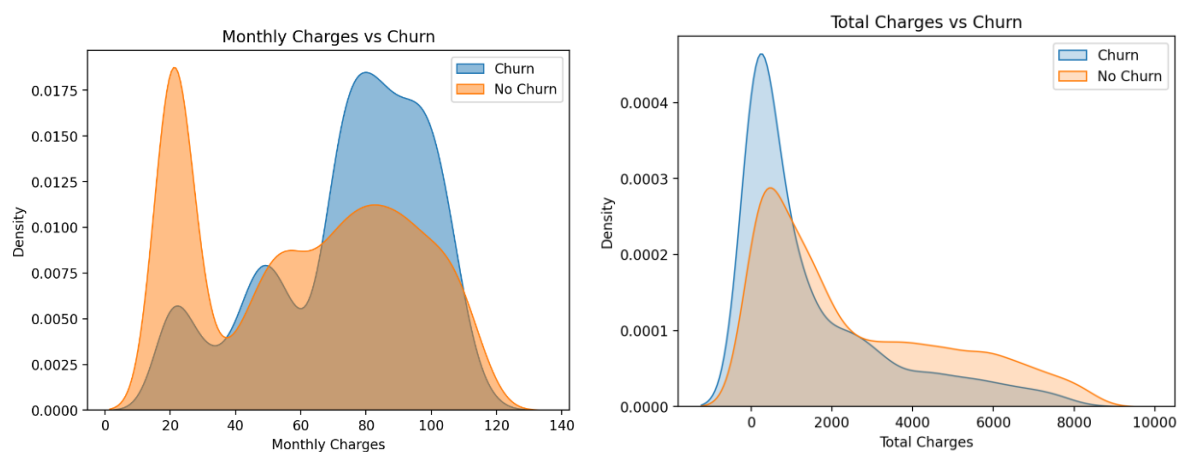 Monthly Charges vs Churn
Churn
No Churn
0.0175
0.0150
0.0125
0.0100
0.0075
0.0050
0.0025
0.0000
Density
0 20 40 60 80 100 120 140
Monthly Charges
Total Charges vs Churn
Churn
No Churn
0.0004
0.0003
0.0002
0.0001
0.0000
Density
0 2000 4000 6000 8000 10000
Total Charges